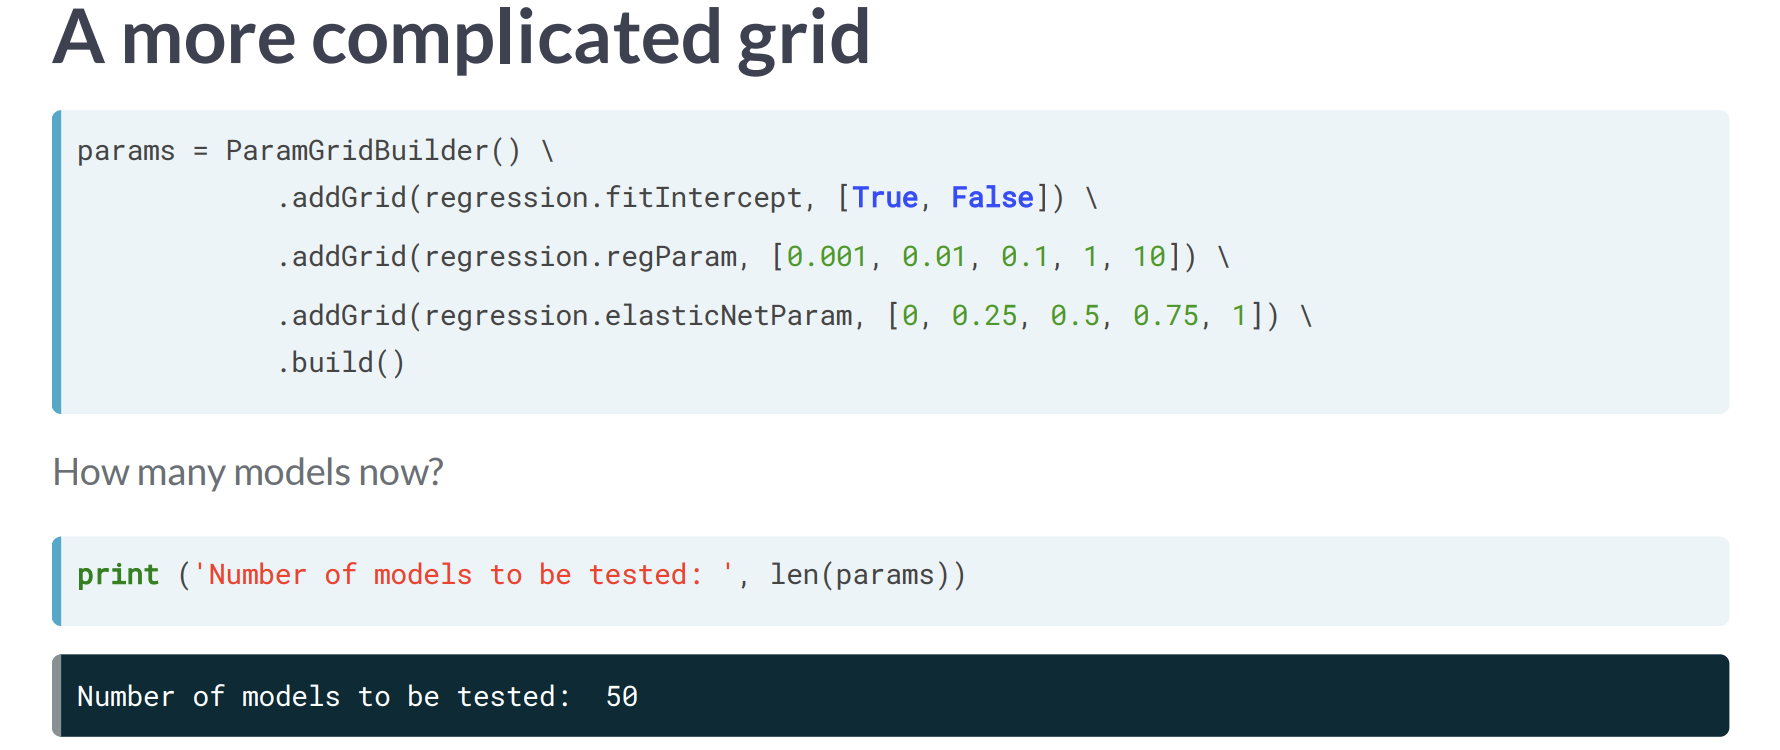 A more complicated grid
params = ParamGridBuilder() \
.addGrid(regression.fitIntercept, [True, False]) \
.addGrid(regression.regParam, [0.001, 0.01, 0.1, 1, 10]) \
.addGrid(regression.elasticNetParam, [0, 0.25, 0.5, 0.75, 1]) \
.build()
How many models now?
print ('Number of models to be tested: ', len(params))
Number of models to be tested:  50